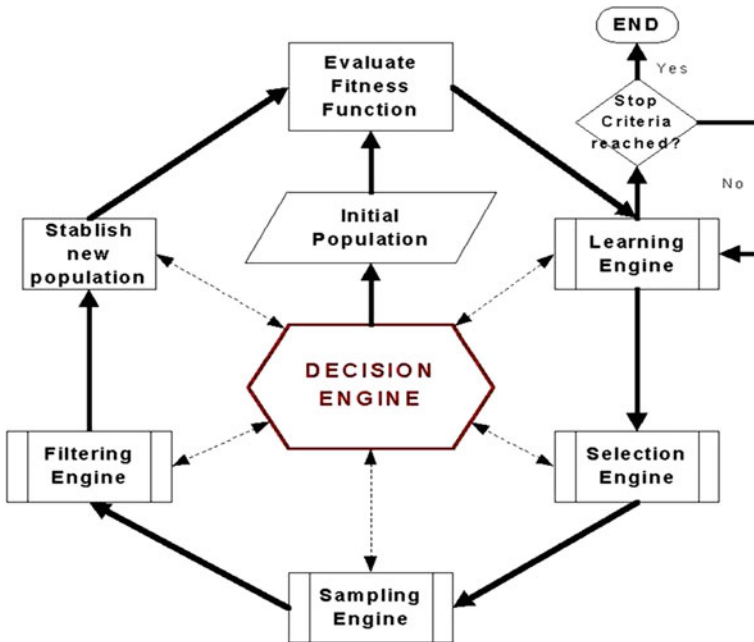 END
Evaluate
Fitness
Function
Yes
Stop
Criteria
reached?
No
Initial
Population
Stablish
new
population
Learning
Engine
DECISION
ENGINE
Filtering
Engine
Selection
Engine
Sampling
Engine